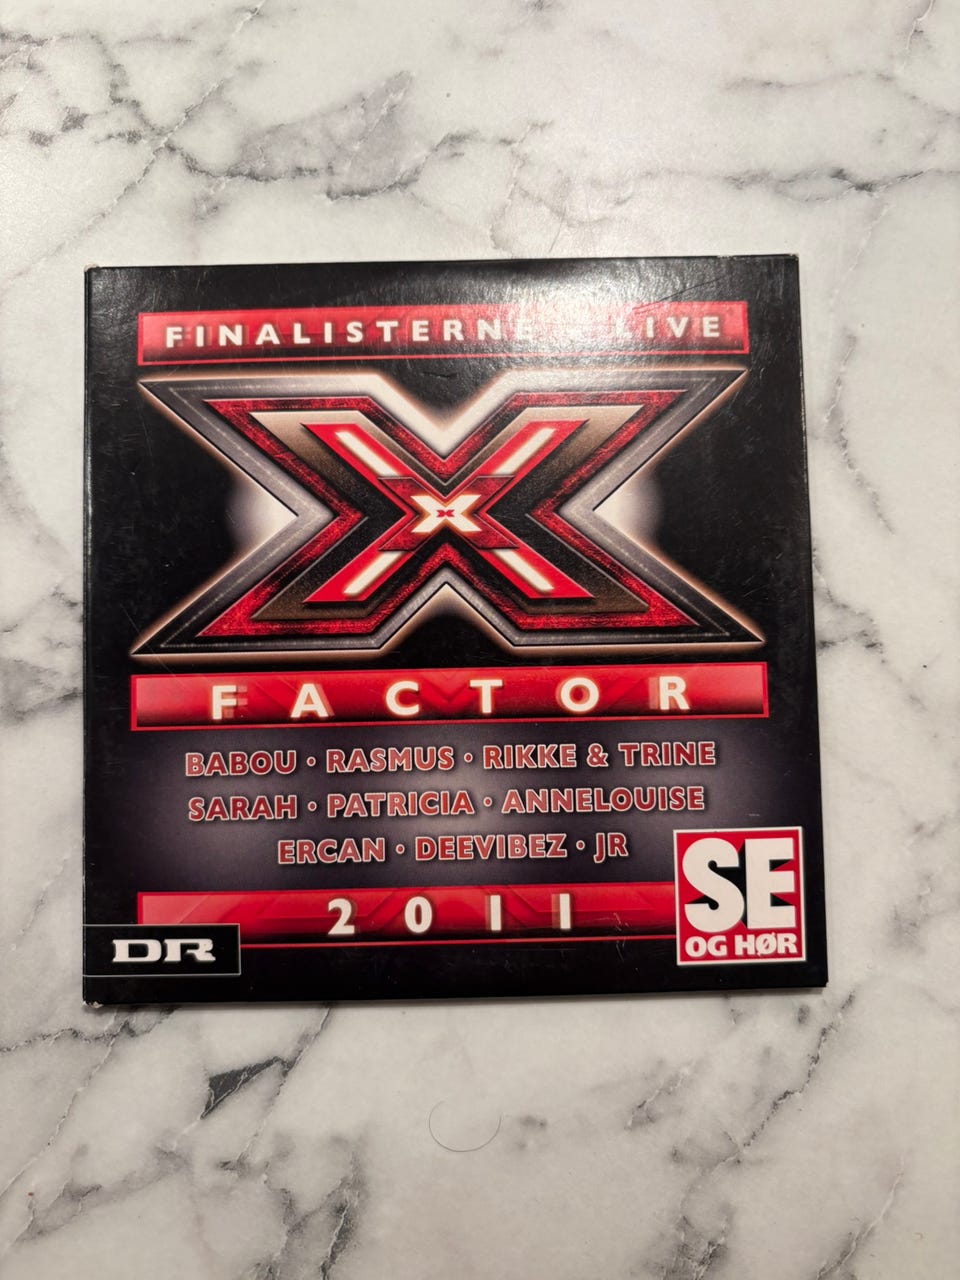 FINALISTERNE • LIVE
X
FACTOR
BABOU • RASMUS • RIKKE & TRINE
SARAH • PATRICIA • ANNELOUISE
ERCAN • DEEVIBEZ • JR
2011
DR
SE
OG HØR